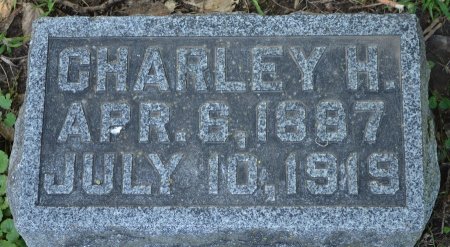 CHARLEY H.
APR. 6, 1887
JULY 10, 1919